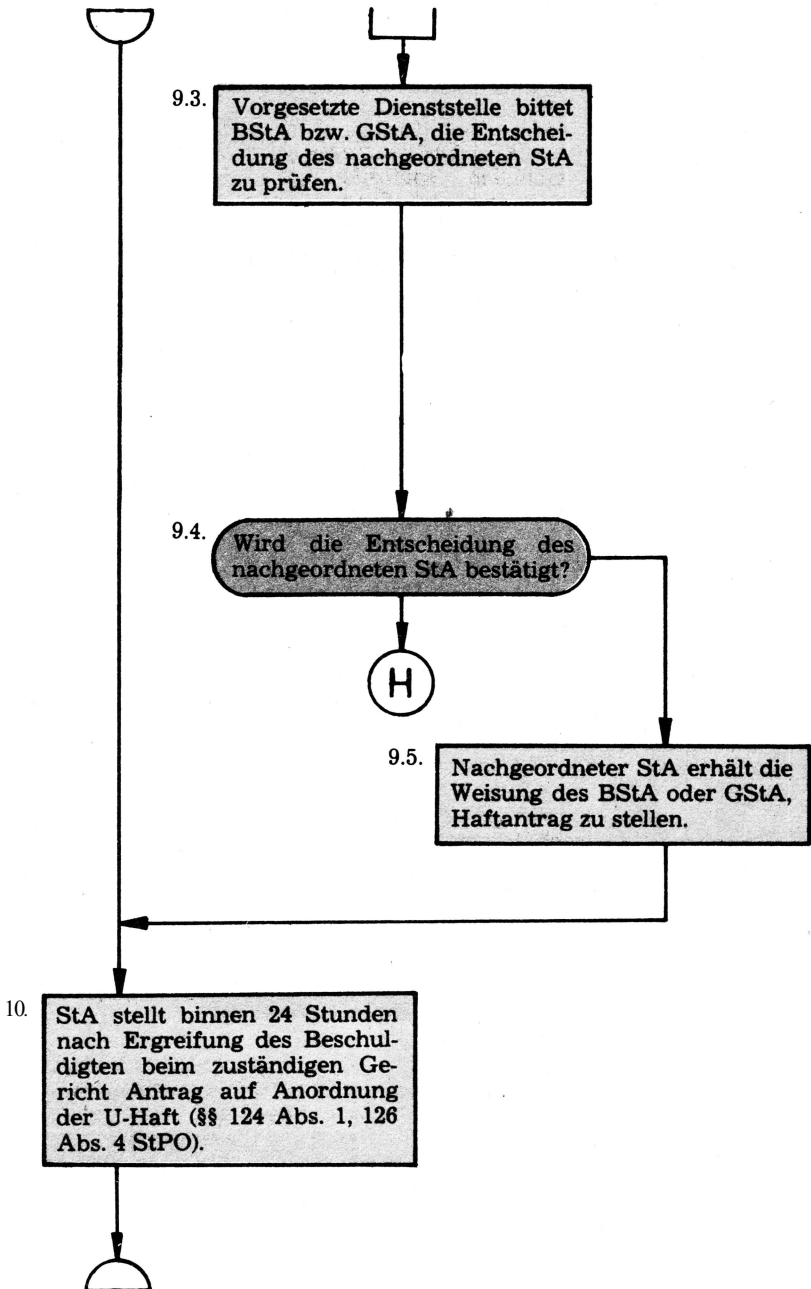 9.3.
Vorgesetzte Dienststelle bittet
BStA bzw. GStA, die Entschei-
dung des nachgeordneten StA
zu prüfen.
9.4.
Wird die Entscheidung des
nachgeordneten StA bestätigt?
H
9.5.
Nachgeordneter StA erhält die
Weisung des BStA oder GStA,
Haftantrag zu stellen.
10.
StA stellt binnen 24 Stunden
nach Ergreifung des Beschul-
digten beim zuständigen Ge-
richt Antrag auf Anordnung
der U-Haft (§§ 124 Abs. 1, 126
Abs. 4 StPO).